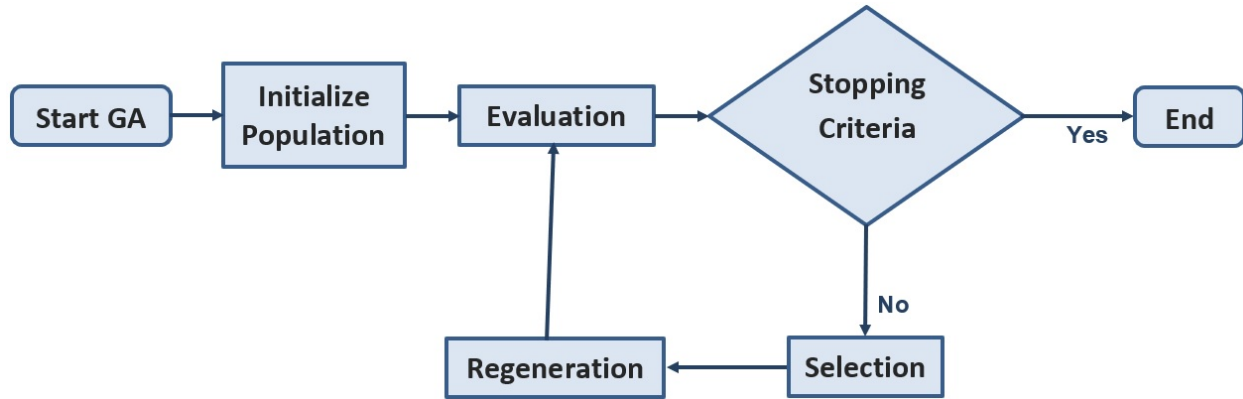 Start GA
Initialize
Population
Evaluation
Stopping
Criteria
Yes
End
No
Selection
Regeneration